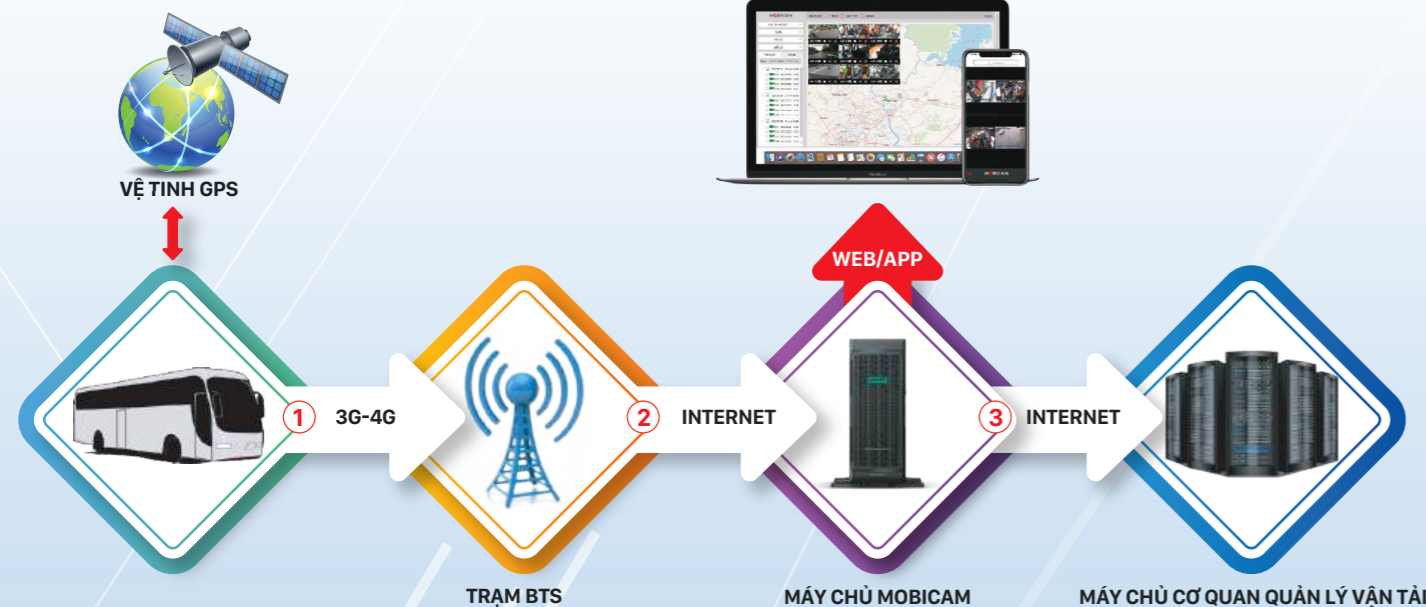 MOBICAM
VỆ TINH GPS
WEB/APP
1 3G-4G
2 INTERNET
3 INTERNET
TRẠM BTS
MÁY CHỦ MOBICAM
MÁY CHỦ CƠ QUAN QUẢN LÝ VẬN TẢI